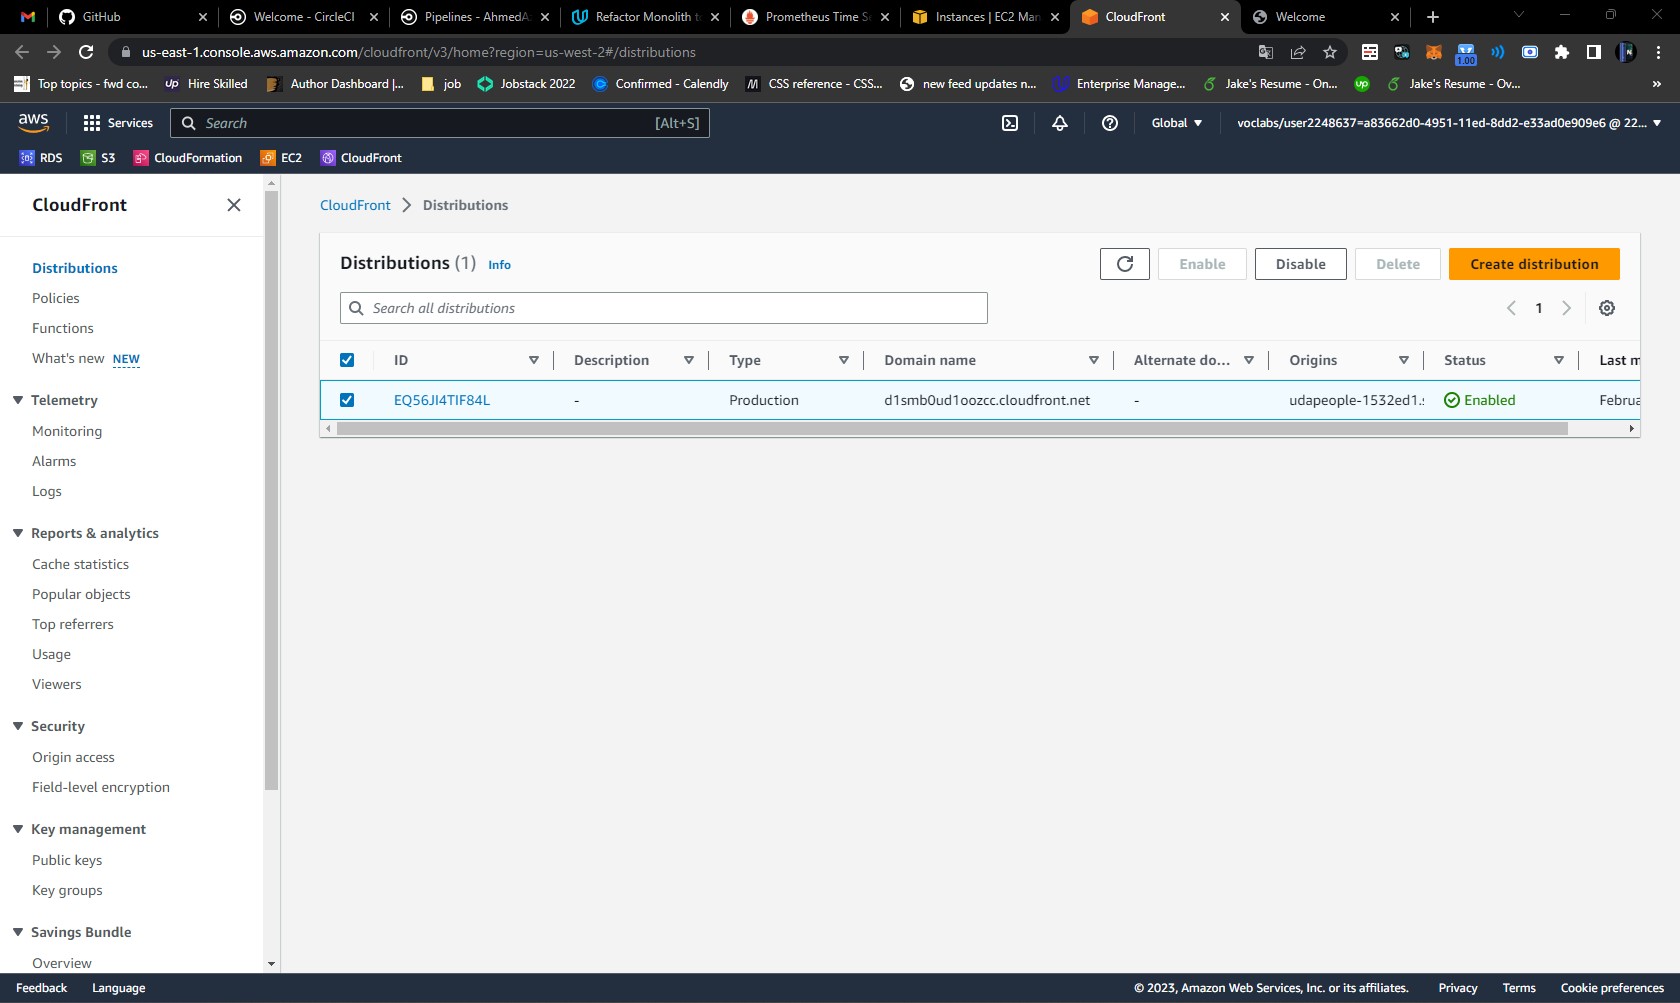 GitHub
Welcome - CircleCI
Pipelines - AhmedA
Refactor Monolith t
Prometheus Time Se
Instances | EC2 Man
CloudFront
Welcome
us-east-1.console.aws.amazon.com/cloudfront/v3/home?region=us-west-2#/distributions
1.00
Top topics - fwd co...
Hire Skilled
Author Dashboard |...
job
Jobstack 2022
Confirmed - Calendly
CSS reference - CSS...
new feed updates n...
Enterprise Manage...
Jake's Resume - On...
up
Jake's Resume - Ov...
aws
Services
Search
[Alt+S]
Global
voclabs/user2248637=a83662d0-4951-11ed-8dd2-e33ad0e909e6 @ 22...
RDS
S3
CloudFormation
EC2
CloudFront
CloudFront
Distributions
Policies
Functions
What's new NEW
Telemetry
Monitoring
Alarms
Logs
Reports & analytics
Cache statistics
Popular objects
Top referrers
Usage
Viewers
Security
Origin access
Field-level encryption
Key management
Public keys
Key groups
Savings Bundle
Overview
CloudFront > Distributions
Distributions (1) Info
Enable
Disable
Delete
Create distribution
Search all distributions
1
ID
Description
Type
Domain name
Alternate do...
Origins
Status
Last m
EQ56JI4TIF84L
-
Production
d1smb0ud1oozcc.cloudfront.net
-
udapeople-1532ed1.s
Enabled
Februa
Feedback
Language
© 2023, Amazon Web Services, Inc. or its affiliates.
Privacy
Terms
Cookie preferences